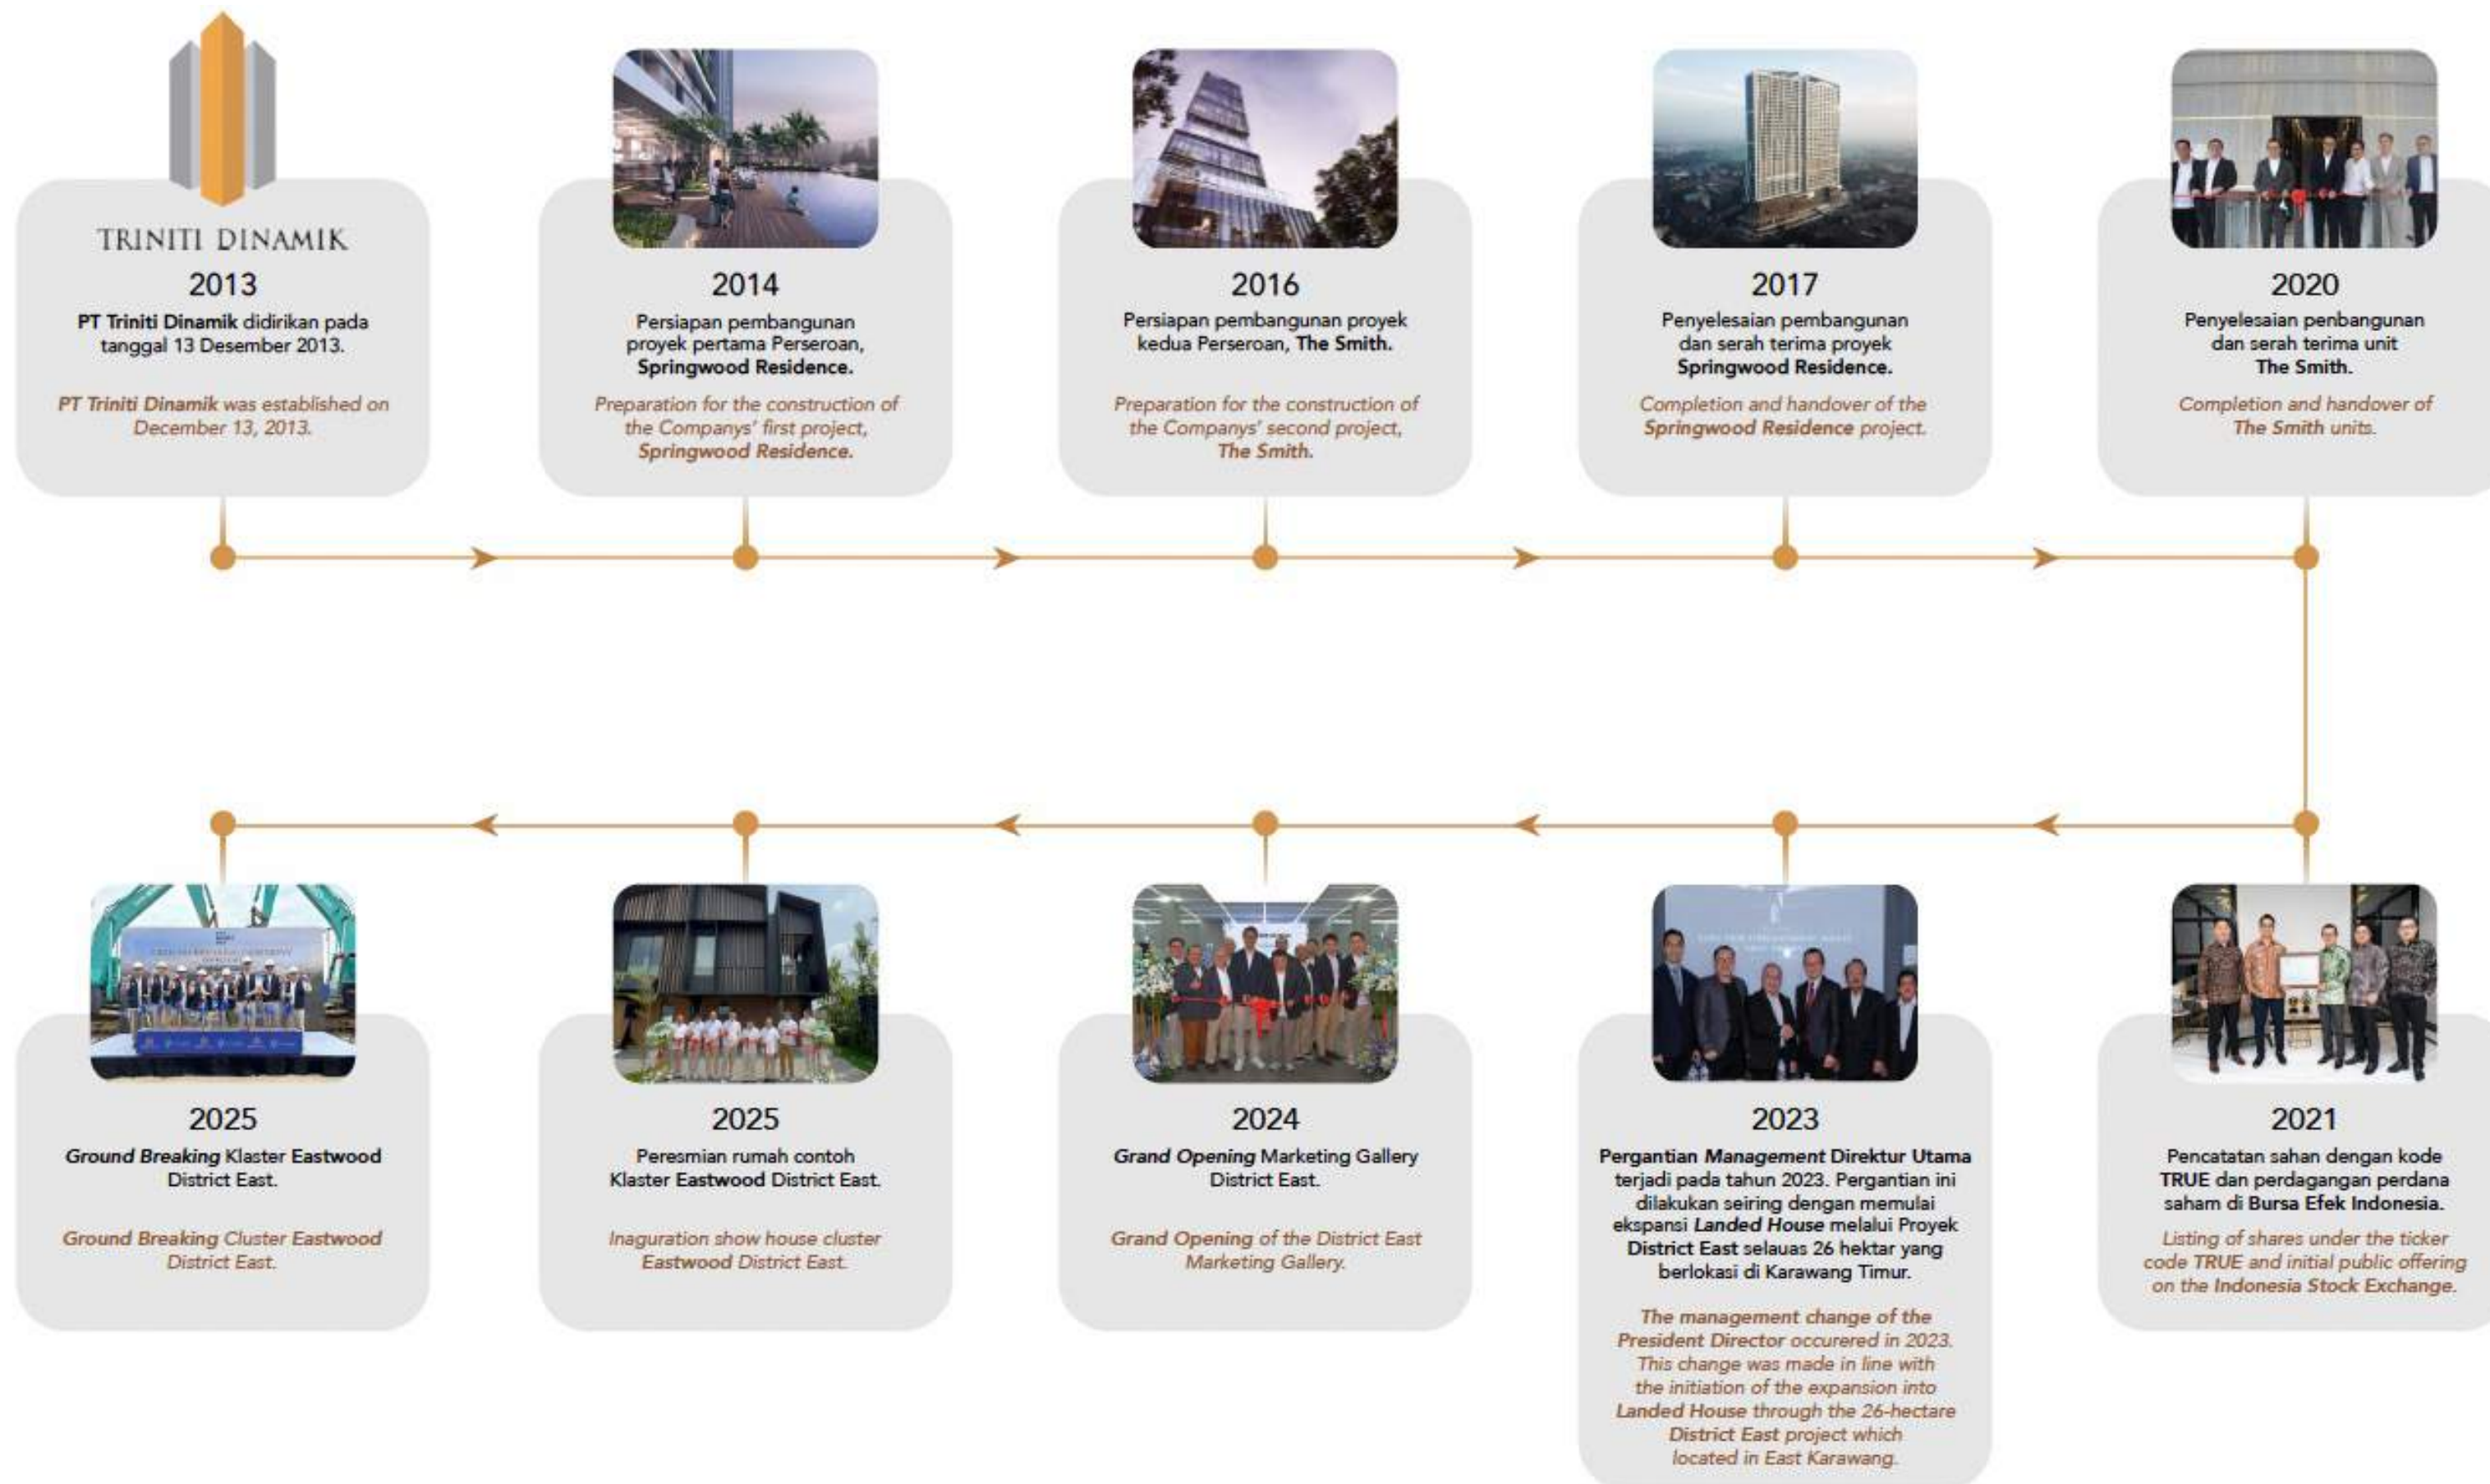 TRINITI DINAMIK
2013
PT Triniti Dinamik didirikan pada
tanggal 13 Desember 2013.
PT Triniti Dinamik was established on
December 13, 2013.
2014
Persiapan pembangunan
proyek pertama Perseroan,
Springwood Residence.
Preparation for the construction of
the Companys' first project,
Springwood Residence.
2016
Persiapan pembangunan proyek
kedua Perseroan, The Smith.
Preparation for the construction of
the Companys' second project,
The Smith.
2017
Penyelesaian pembangunan
dan serah terima proyek
Springwood Residence.
Completion and handover of the
Springwood Residence project.
2020
Penyelesaian penbangunan
dan serah terima unit
The Smith.
Completion and handover of
The Smith units.
2021
Pencatatan sahan dengan kode
TRUE dan perdagangan perdana
saham di Bursa Efek Indonesia.
Listing of shares under the ticker
code TRUE and initial public offering
on the Indonesia Stock Exchange.
2023
Pergantian Management Direktur Utama
terjadi pada tahun 2023. Pergantian ini
dilakukan seiring dengan memulai
ekspansi Landed House melalui Proyek
District East selauas 26 hektar yang
berlokasi di Karawang Timur.
The management change of the
President Director occurered in 2023.
This change was made in line with
the initiation of the expansion into
Landed House through the 26-hectare
District East project which
located in East Karawang.
2024
Grand Opening Marketing Gallery
District East.
Grand Opening of the District East
Marketing Gallery.
2025
Peresmian rumah contoh
Klaster Eastwood District East.
Inaguration show house cluster
Eastwood District East.
2025
Ground Breaking Klaster Eastwood
District East.
Ground Breaking Cluster Eastwood
District East.